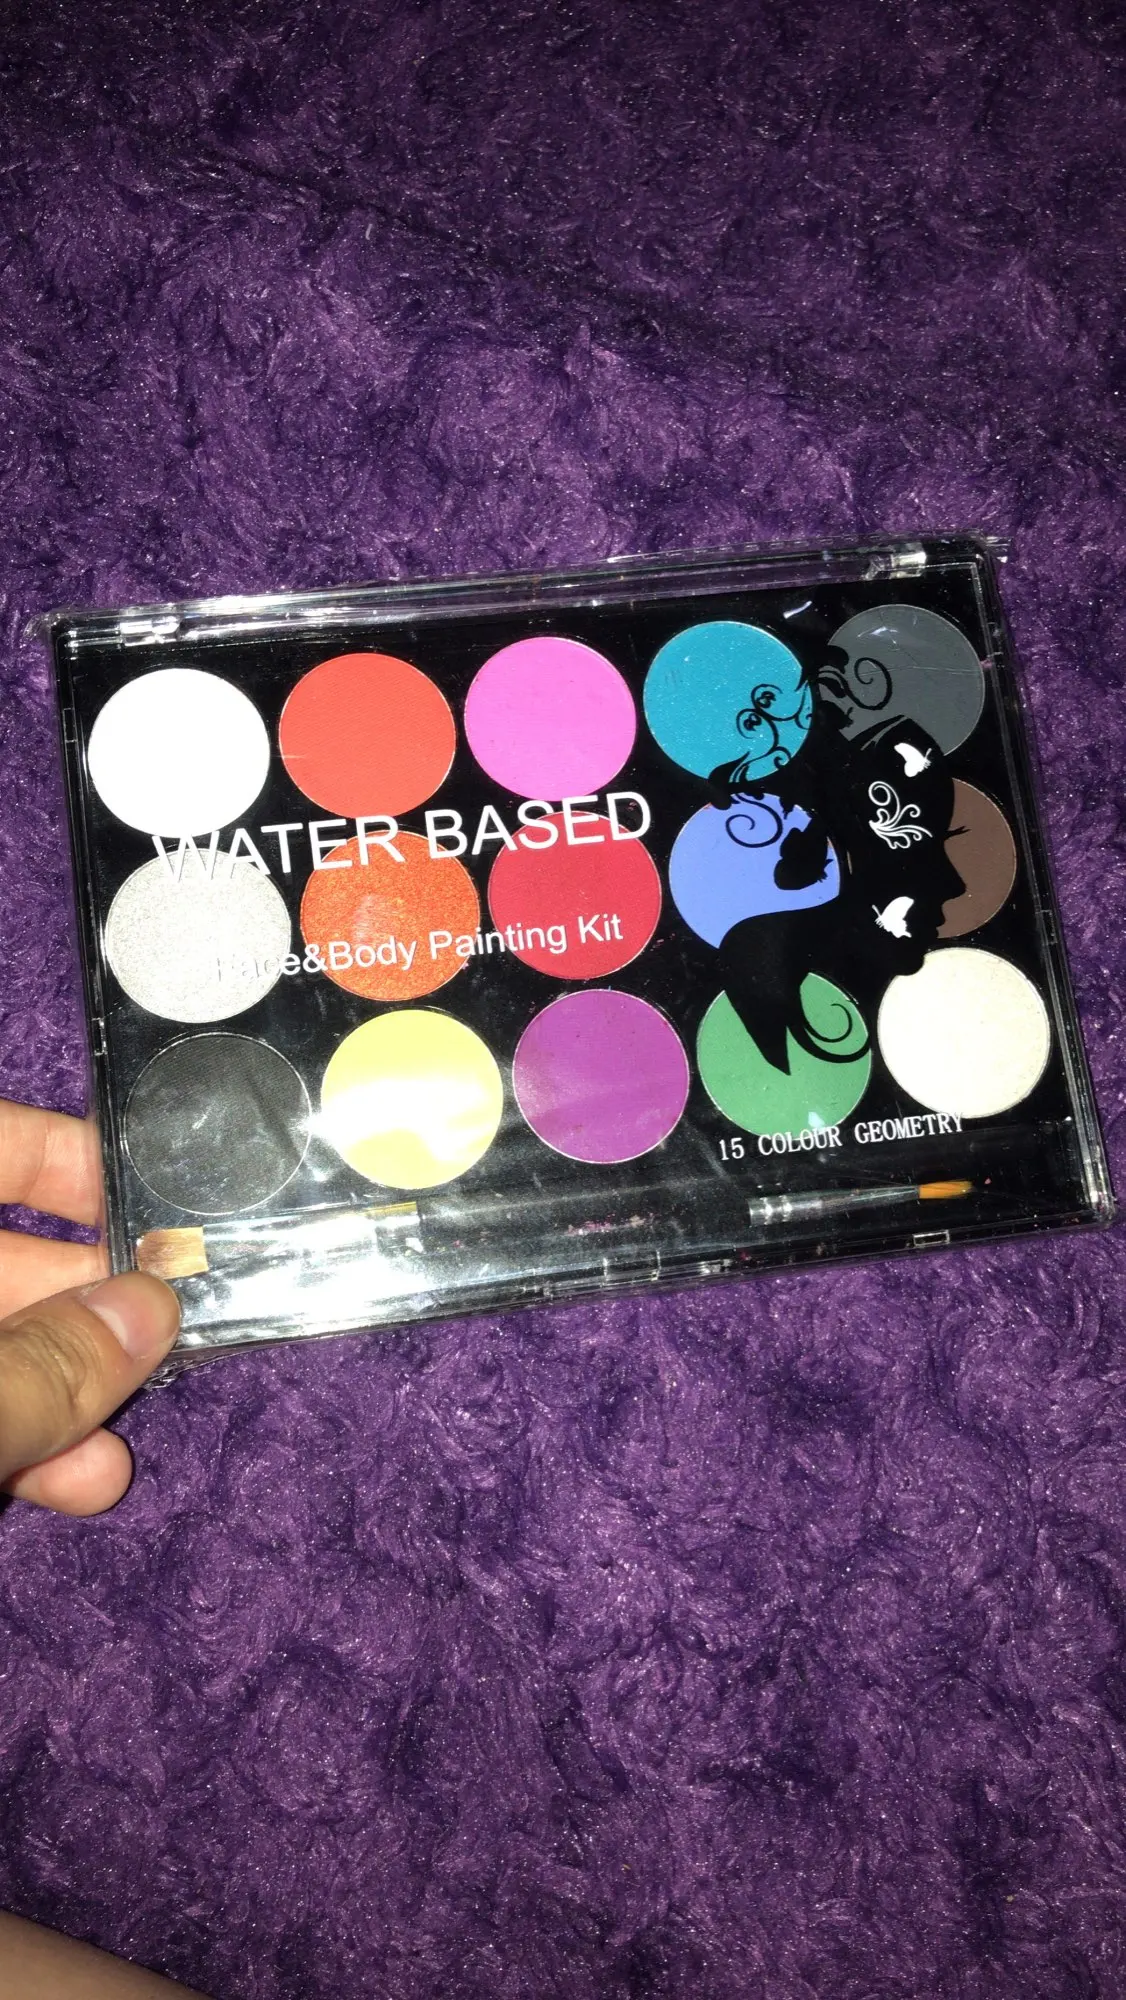 WATER BASED
Face&Body Painting Kit
15 COLOUR GEOMETRY